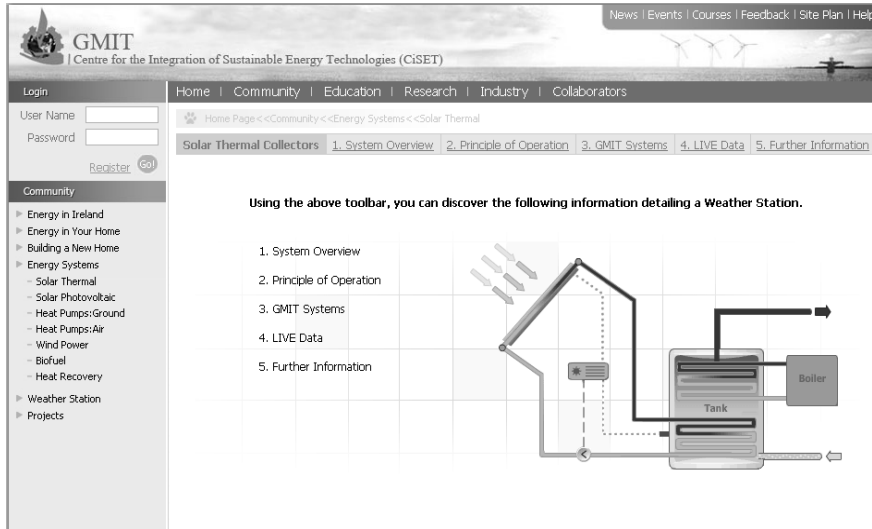 News | Events | Courses | Feedback | Site Plan | Help
GMIT
Centre for the Integration of Sustainable Energy Technologies (CiSET)
Login
User Name
Password
Register Go!
Community
Energy in Ireland
Energy in Your Home
Building a New Home
Energy Systems
– Solar Thermal
– Solar Photovoltaic
– Heat Pumps:Ground
– Heat Pumps:Air
– Wind Power
– Biofuel
– Heat Recovery
Weather Station
Projects
Home | Community | Education | Research | Industry | Collaborators
Home Page<<Community<<Energy Systems<<Solar Thermal
Solar Thermal Collectors 1. System Overview 2. Principle of Operation 3. GMIT Systems 4. LIVE Data 5. Further Information
Using the above toolbar, you can discover the following information detailing a Weather Station.
1. System Overview
2. Principle of Operation
3. GMIT Systems
4. LIVE Data
5. Further Information
Boiler
Tank